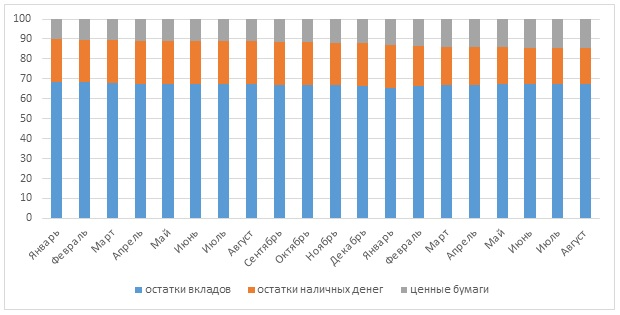 100
90
80
70
60
50
40
30
20
10
0
Январь
Февраль
Март
Апрель
Май
Июнь
Июль
Август
Сентябрь
Октябрь
Ноябрь
Декабрь
Январь
Февраль
Март
Апрель
Май
Июнь
Июль
Август
остатки вкладов остатки наличных денег ценные бумаги